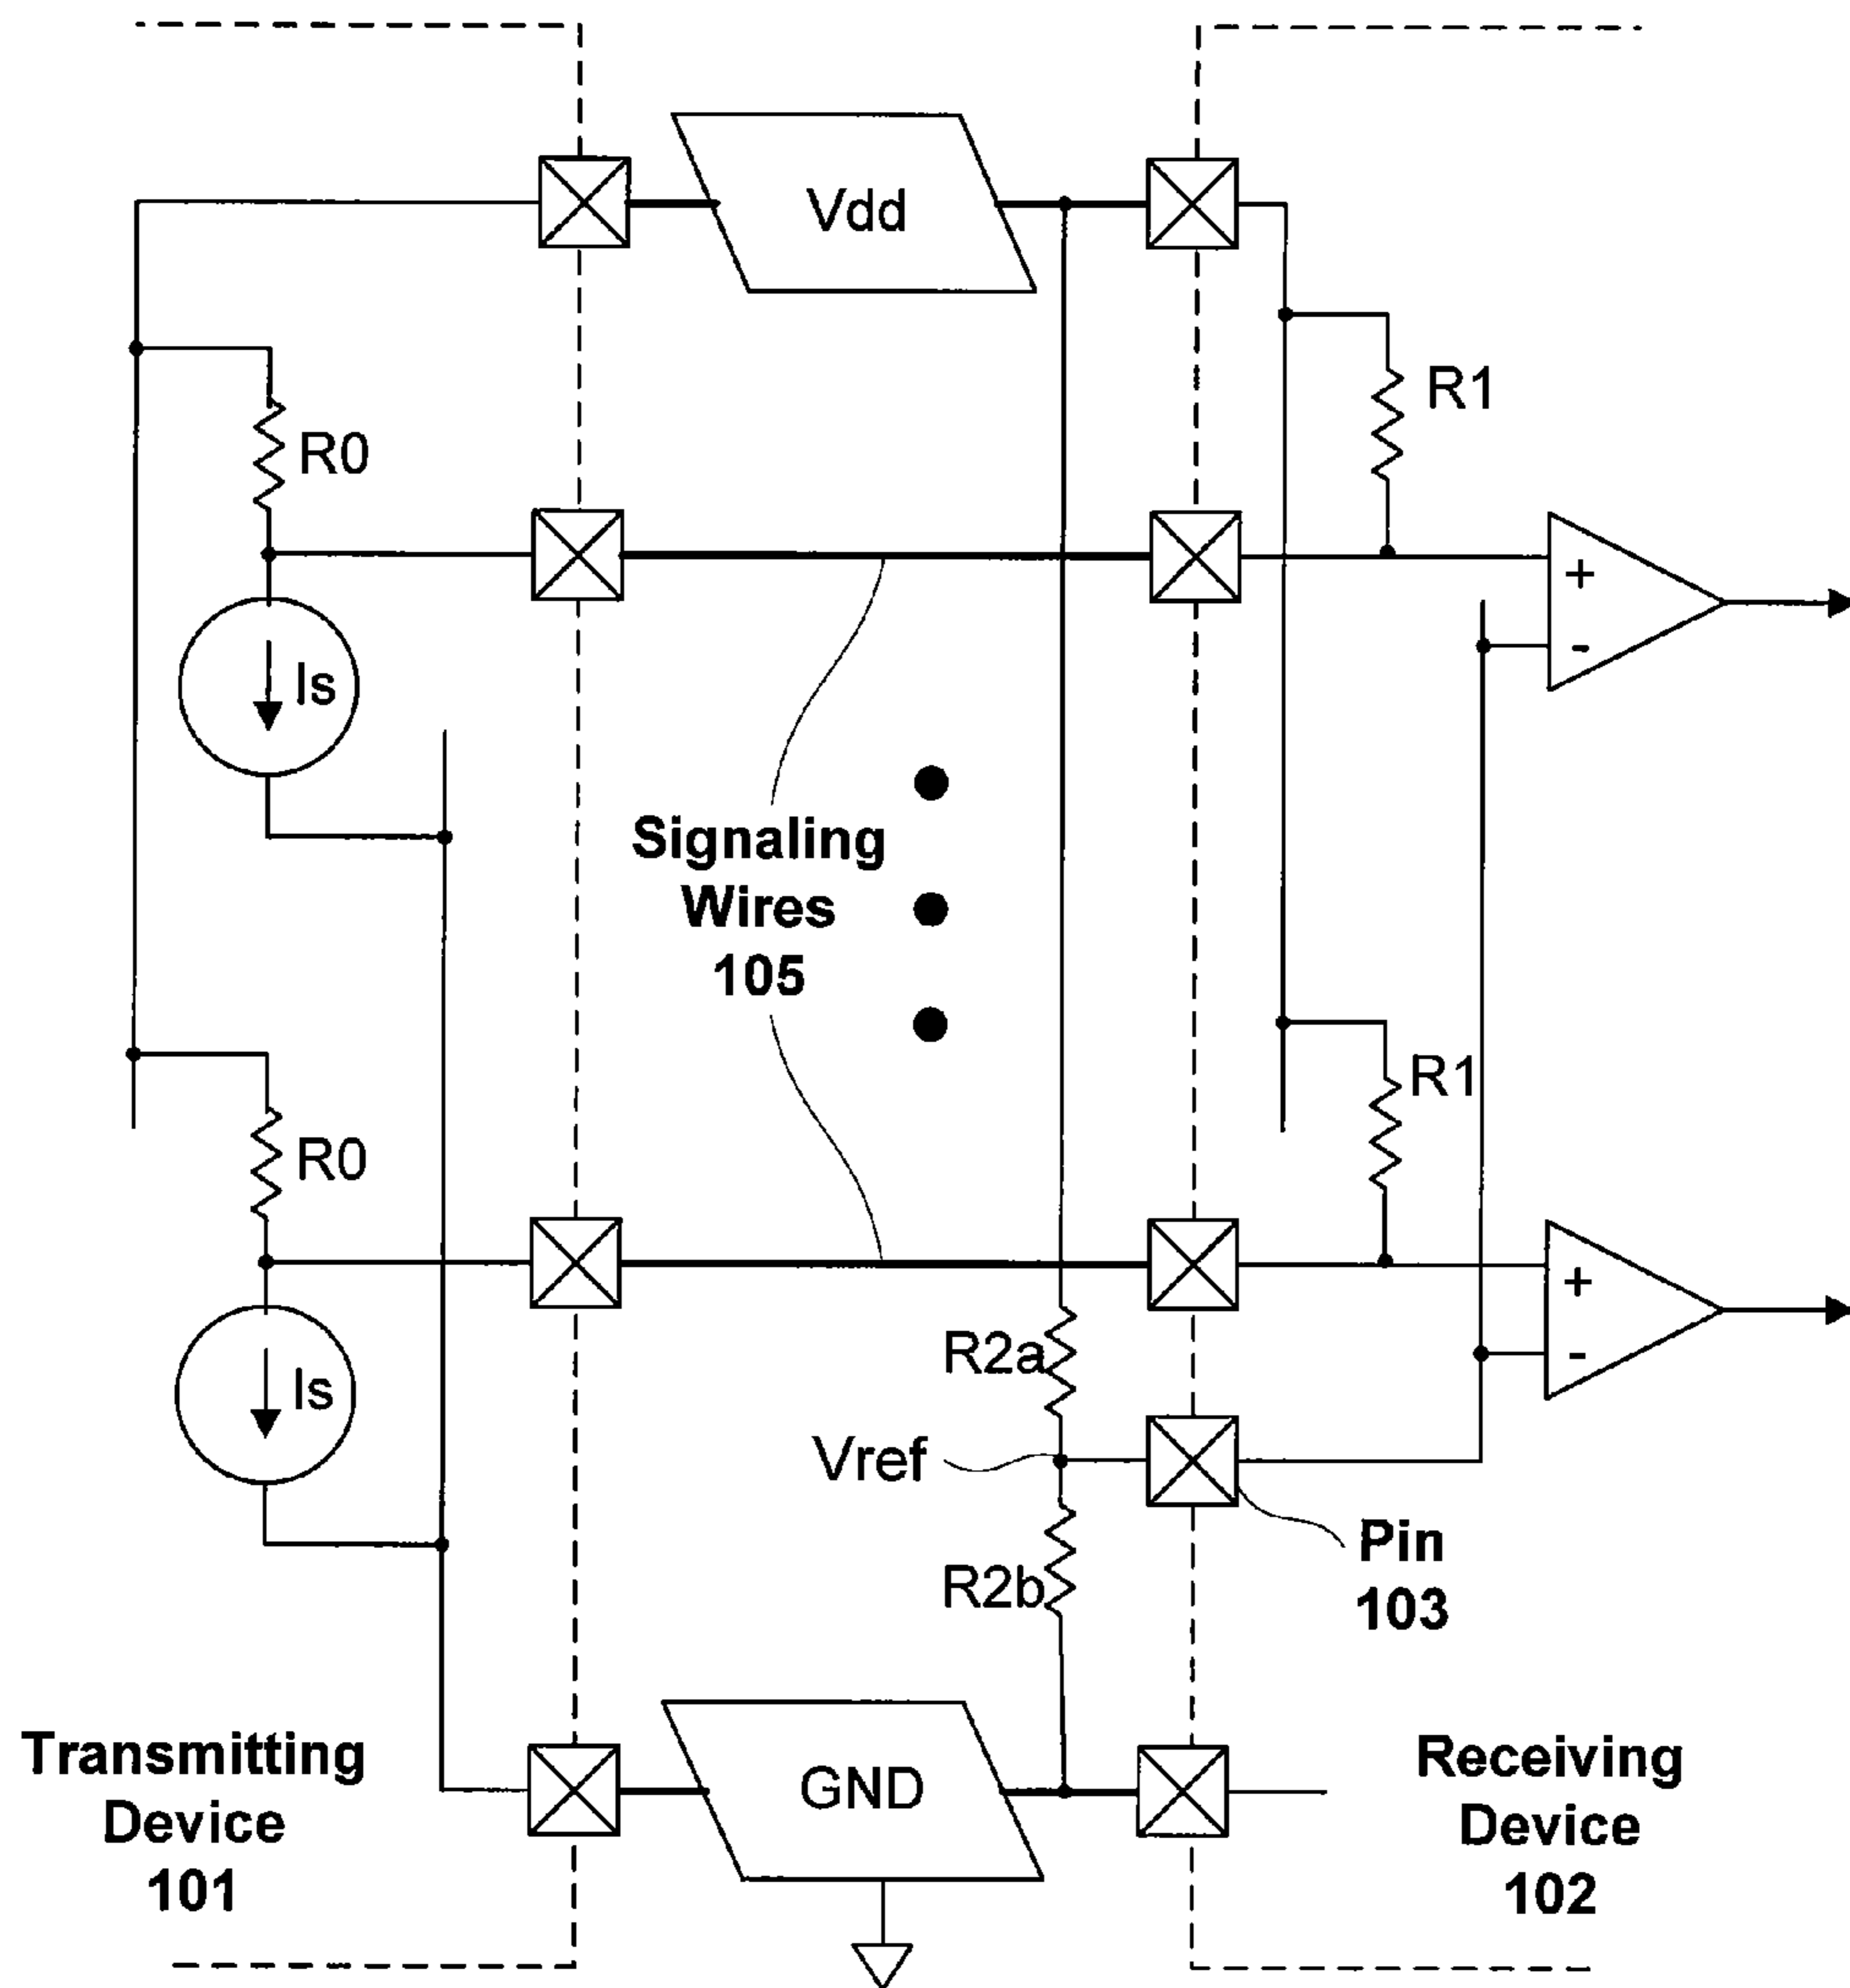 Vdd
R1
R0
+
-
Is
Signaling
Wires
105
R1
R0
+
R2a
-
Is
Vref
Pin
103
R2b
Transmitting
Device
101
GND
Receiving
Device
102